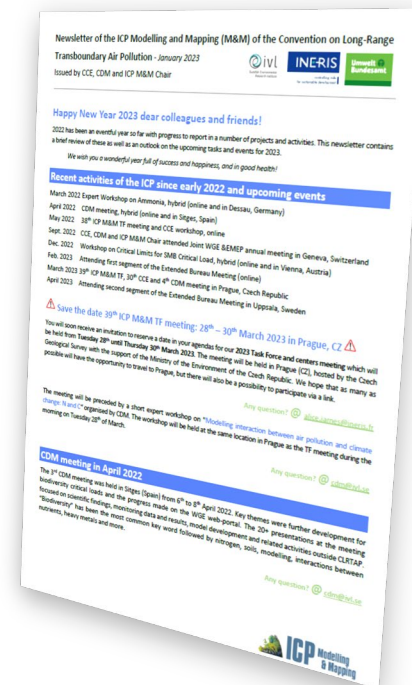 Newsletter of the ICP Modelling and Mapping (M&M) of the Convention on Long-Range
Transboundary Air Pollution - January 2023
Issued by CCE, CDM and ICP M&M Chair
ivl
INERIS
Umwelt
Bundesamt
Happy New Year 2023 dear colleagues and friends!
2022 has been an eventful year so far with progress to report in a number of projects and activities. This newsletter contains
a brief review of these as well as an outlook on the upcoming tasks and events for 2023.
We wish you a wonderful year full of success and happiness, and in good health!
Recent activities of the ICP since early 2022 and upcoming events
March 2022 Expert Workshop on Ammonia, hybrid (online and in Dessau, Germany)
April 2022 CDM meeting, hybrid (online and in Sitges, Spain)
May 2022 38th ICP M&M TF meeting and CCE workshop, online
Sept. 2022 CCE, CDM and ICP M&M Chair attended Joint WGE &EMEP annual meeting in Geneva, Switzerland
Dec. 2022 Workshop on Critical Limits for SMB Critical Load, hybrid (online and in Vienna, Austria)
Feb. 2023 Attending first segment of the Extended Bureau Meeting (online)
March 2023 39th ICP M&M TF, 30th CCE and 4th CDM meeting in Prague, Czech Republic
April 2023 Attending second segment of the Extended Bureau Meeting in Uppsala, Sweden
Save the date 39th ICP M&M TF meeting: 28th – 30th March 2023 in Prague, CZ
You will soon receive an invitation to reserve a date in your agendas for our 2023 Task Force and centers meeting which will
be held from Tuesday 28th until Thursday 30th March 2023. The meeting will be held in Prague (CZ), hosted by the Czech
Geological Survey with the support of the Ministry of the Environment of the Czech Republic. We hope that as many as
possible will have the opportunity to travel to Prague, but there will also be a possibility to participate via a link.
Any question? @
The meeting will be preceded by a short expert workshop on "Modelling interaction between air pollution and climate
change: N and C" organised by CDM. The workshop will be held at the same location in Prague as the TF meeting during the
morning on Tuesday 28th of March.
Any question? @ cdm@ivl.se
CDM meeting in April 2022
The 3rd CDM meeting was held in Sitges (Spain) from 6th to 8th April 2022. Key themes were further development for
biodiversity critical loads and the progress made on the WGE web-portal. The 20+ presentations at the meeting
focused on scientific findings, monitoring data and results, model development and related activities outside CLRTAP.
"Biodiversity" has been the most common key word followed by nitrogen, soils, modelling, interactions between
nutrients, heavy metals and more.
Any question? @ cdm@ivl.se
ICP Modelling
& Mapping